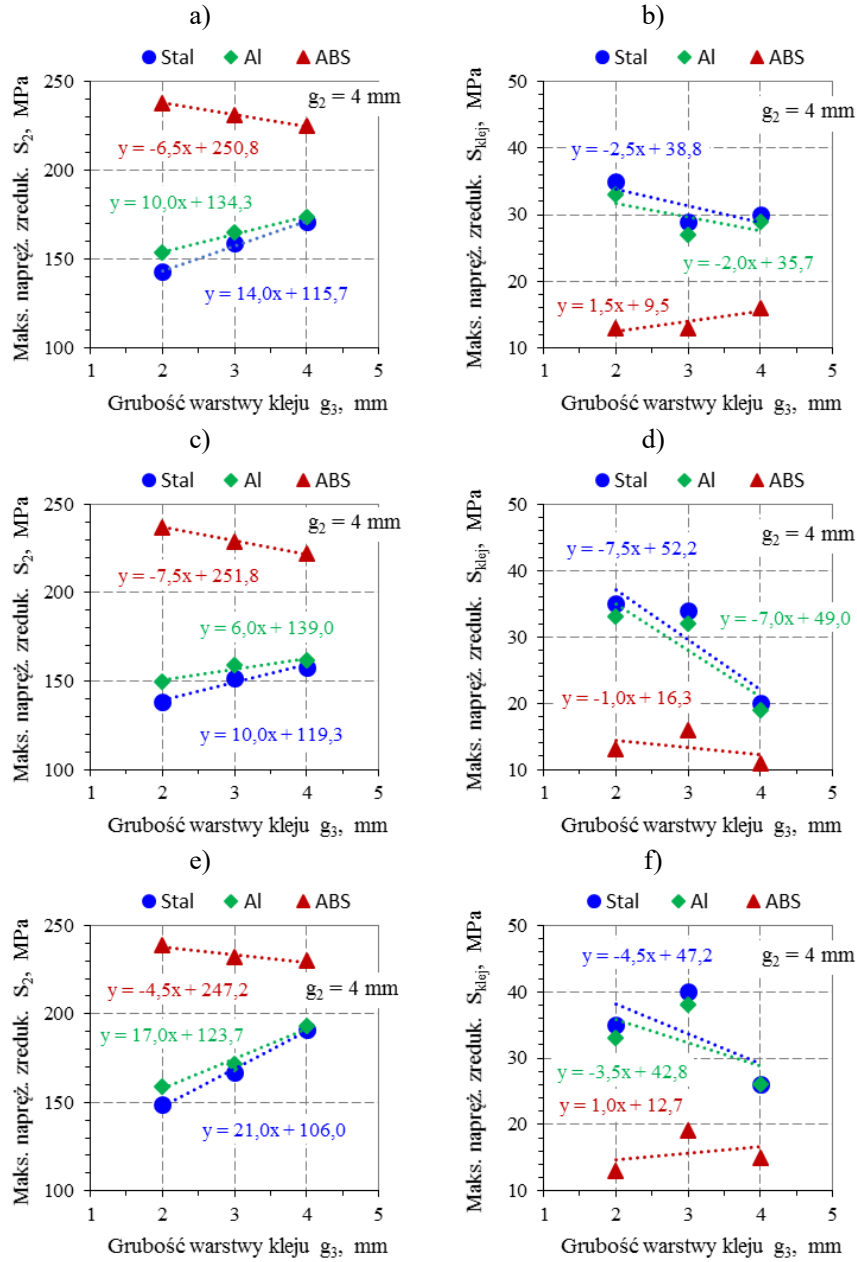 a)
Stal Al ABS
Maks. napręż. zreduk. S2, MPa
250
200
150
100
g2 = 4 mm
y = -6,5x + 250,8
y = 10,0x + 134,3
y = 14,0x + 115,7
1 2 3 4 5
Grubość warstwy kleju g3, mm
b)
Stal Al ABS
Maks. napręż. zreduk. Sklej, MPa
50
40
30
20
10
g2 = 4 mm
y = -2,5x + 38,8
y = -2,0x + 35,7
y = 1,5x + 9,5
1 2 3 4 5
Grubość warstwy kleju g3, mm
c)
Stal Al ABS
Maks. napręż. zreduk. S2, MPa
250
200
150
100
g2 = 4 mm
y = -7,5x + 251,8
y = 6,0x + 139,0
y = 10,0x + 119,3
1 2 3 4 5
Grubość warstwy kleju g3, mm
d)
Stal Al ABS
Maks. napręż. zreduk. Sklej, MPa
50
40
30
20
10
g2 = 4 mm
y = -7,5x + 52,2
y = -7,0x + 49,0
y = -1,0x + 16,3
1 2 3 4 5
Grubość warstwy kleju g3, mm
e)
Stal Al ABS
Maks. napręż. zreduk. S2, MPa
250
200
150
100
g2 = 4 mm
y = -4,5x + 247,2
y = 17,0x + 123,7
y = 21,0x + 106,0
1 2 3 4 5
Grubość warstwy kleju g3, mm
f)
Stal Al ABS
Maks. napręż. zreduk. Sklej, MPa
50
40
30
20
10
g2 = 4 mm
y = -4,5x + 47,2
y = -3,5x + 42,8
y = 1,0x + 12,7
1 2 3 4 5
Grubość warstwy kleju g3, mm